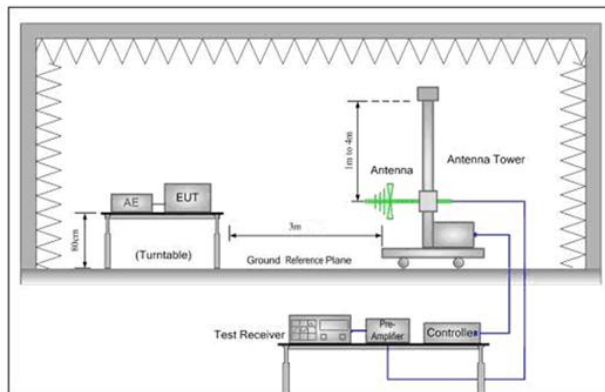 1m to 4m
Antenna
Antenna Tower
AE
EUT
80cm
(Turntable)
3m
Ground Reference Plane
Test Receiver
Pre-
Amplifier
Controller